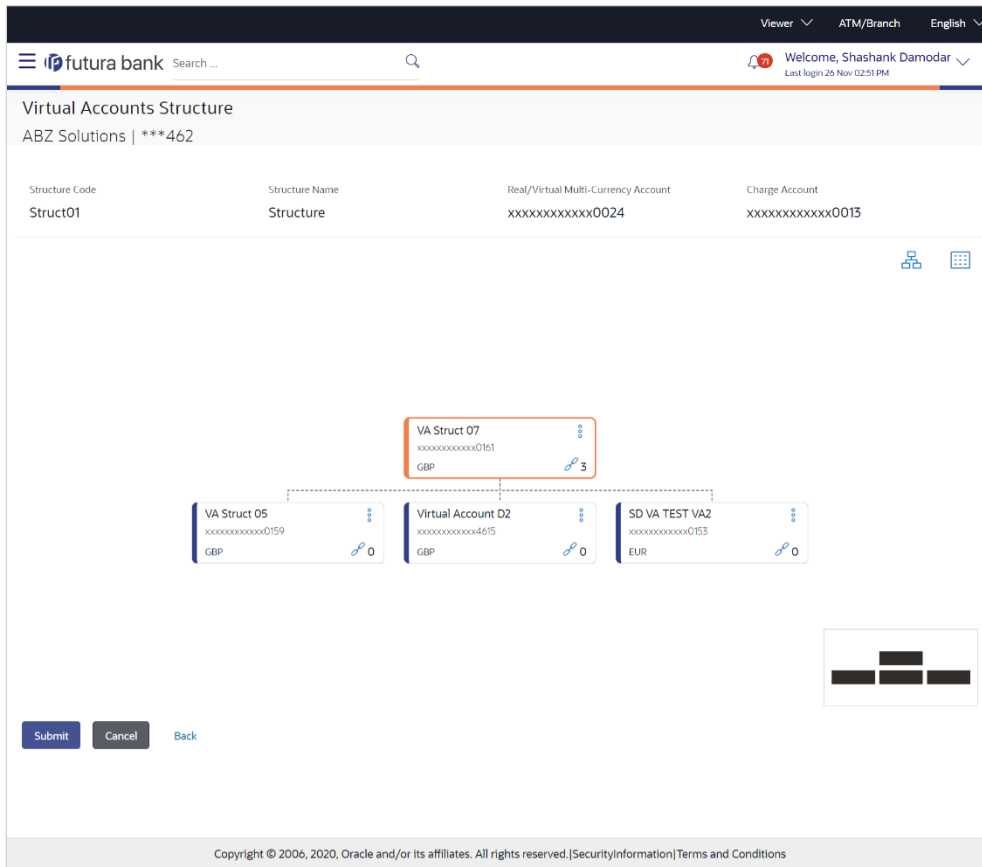 Viewer ATM/Branch English
futura bank Search ... 71 Welcome, Shashank Damodar
Last login 26 Nov 02:51 PM
Virtual Accounts Structure
ABZ Solutions | ***462
Structure Code Structure Name Real/Virtual Multi-Currency Account Charge Account
Struct01 Structure xxxxxxxxxxxx0024 xxxxxxxxxxxx0013
VA Struct 07
xxxxxxxxxxxx0161
GBP 3
VA Struct 05 Virtual Account D2 SD VA TEST VA2
xxxxxxxxxxxx0159 xxxxxxxxxxxx4615 xxxxxxxxxxxx0153
GBP 0 GBP 0 EUR 0
Submit Cancel Back
Copyright © 2006, 2020, Oracle and/or its affiliates. All rights reserved.|SecurityInformation|Terms and Conditions